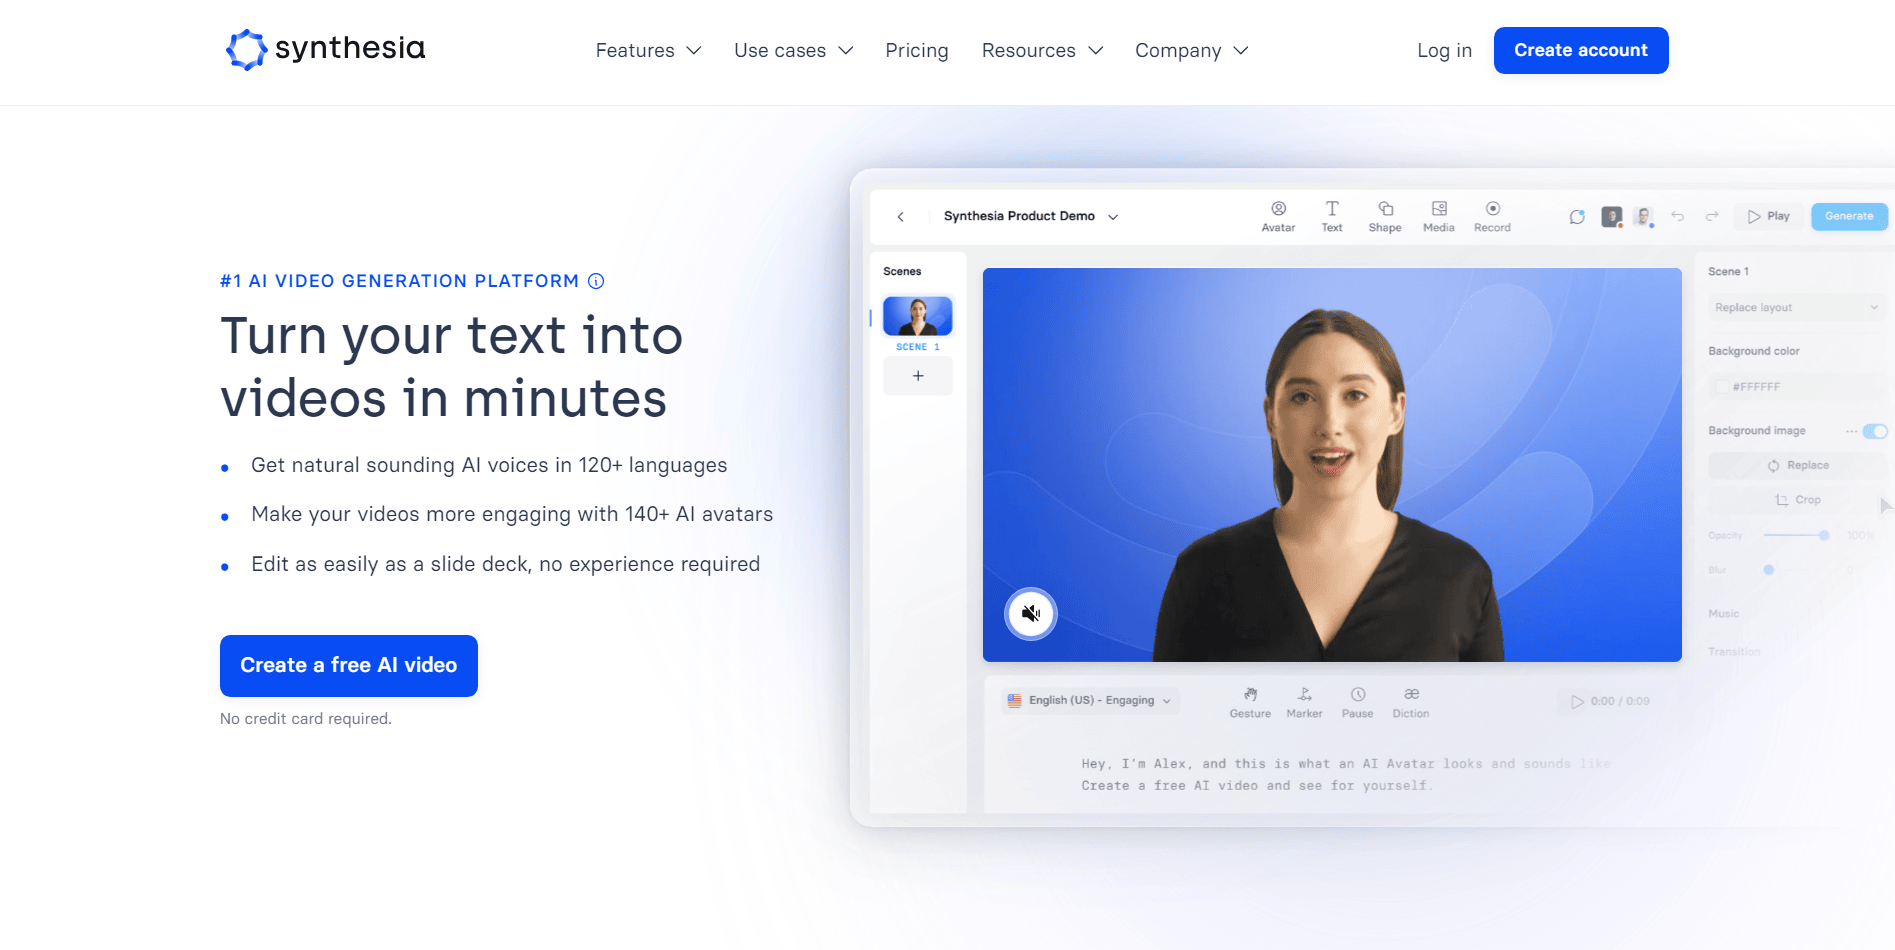 synthesia
Features
Use cases
Pricing
Resources
Company
Log in
Create account
#1 AI VIDEO GENERATION PLATFORM
Turn your text into
videos in minutes
Get natural sounding AI voices in 120+ languages
Make your videos more engaging with 140+ AI avatars
Edit as easily as a slide deck, no experience required
Create a free AI video
No credit card required.
Synthesia Product Demo
Avatar
Text
Shape
Media
Record
Play
Generate
Scenes
SCENE 1
+
Scene 1
Replace layout
Background color
#FFFFFF
Background image
Replace
Crop
Opacity
100%
Blur
0
Music
Transition
English (US) - Engaging
Gesture
Marker
Pause
æ
Diction
0:00 / 0:09
Hey, I'm Alex, and this is what an AI Avatar looks and sounds like
Create a free AI video and see for yourself.